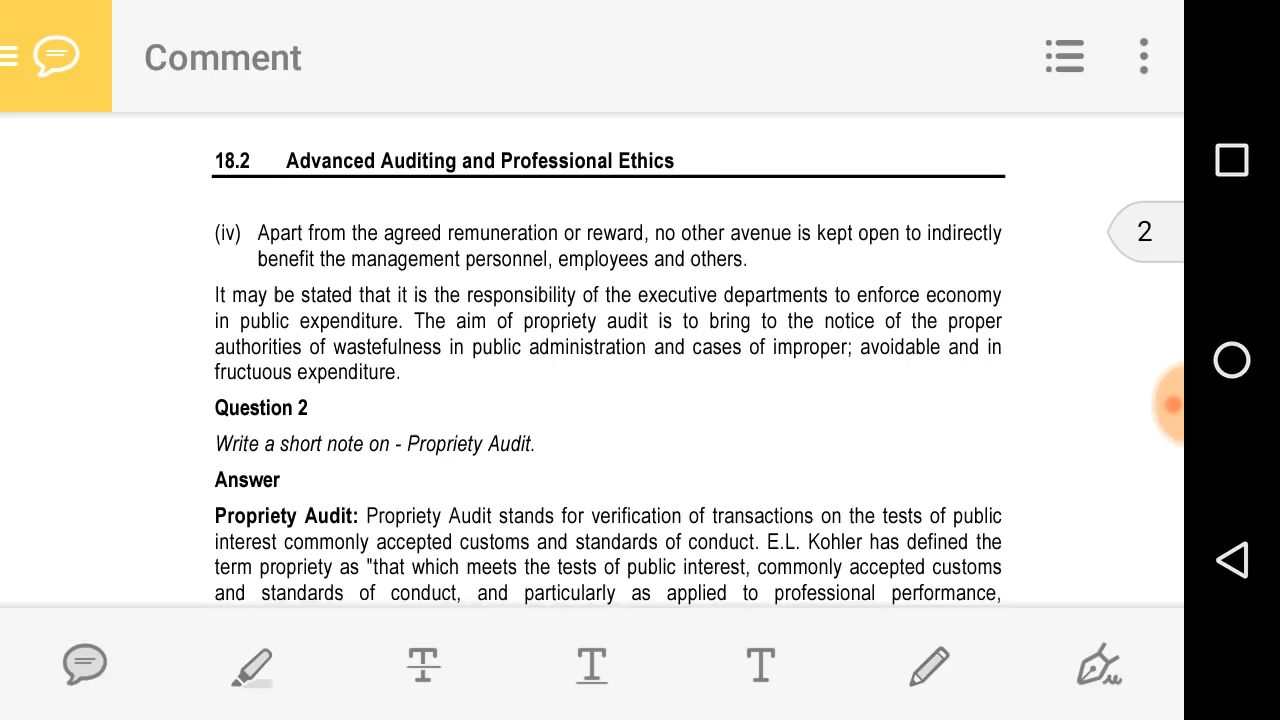 Comment
18.2 Advanced Auditing and Professional Ethics
2
(iv) Apart from the agreed remuneration or reward, no other avenue is kept open to indirectly
benefit the management personnel, employees and others.
It may be stated that it is the responsibility of the executive departments to enforce economy
in public expenditure. The aim of propriety audit is to bring to the notice of the proper
authorities of wastefulness in public administration and cases of improper; avoidable and in
fructuous expenditure.
Question 2
Write a short note on - Propriety Audit.
Answer
Propriety Audit: Propriety Audit stands for verification of transactions on the tests of public
interest commonly accepted customs and standards of conduct. E.L. Kohler has defined the
term propriety as "that which meets the tests of public interest, commonly accepted customs
and standards of conduct, and particularly as applied to professional performance,
T
T
T